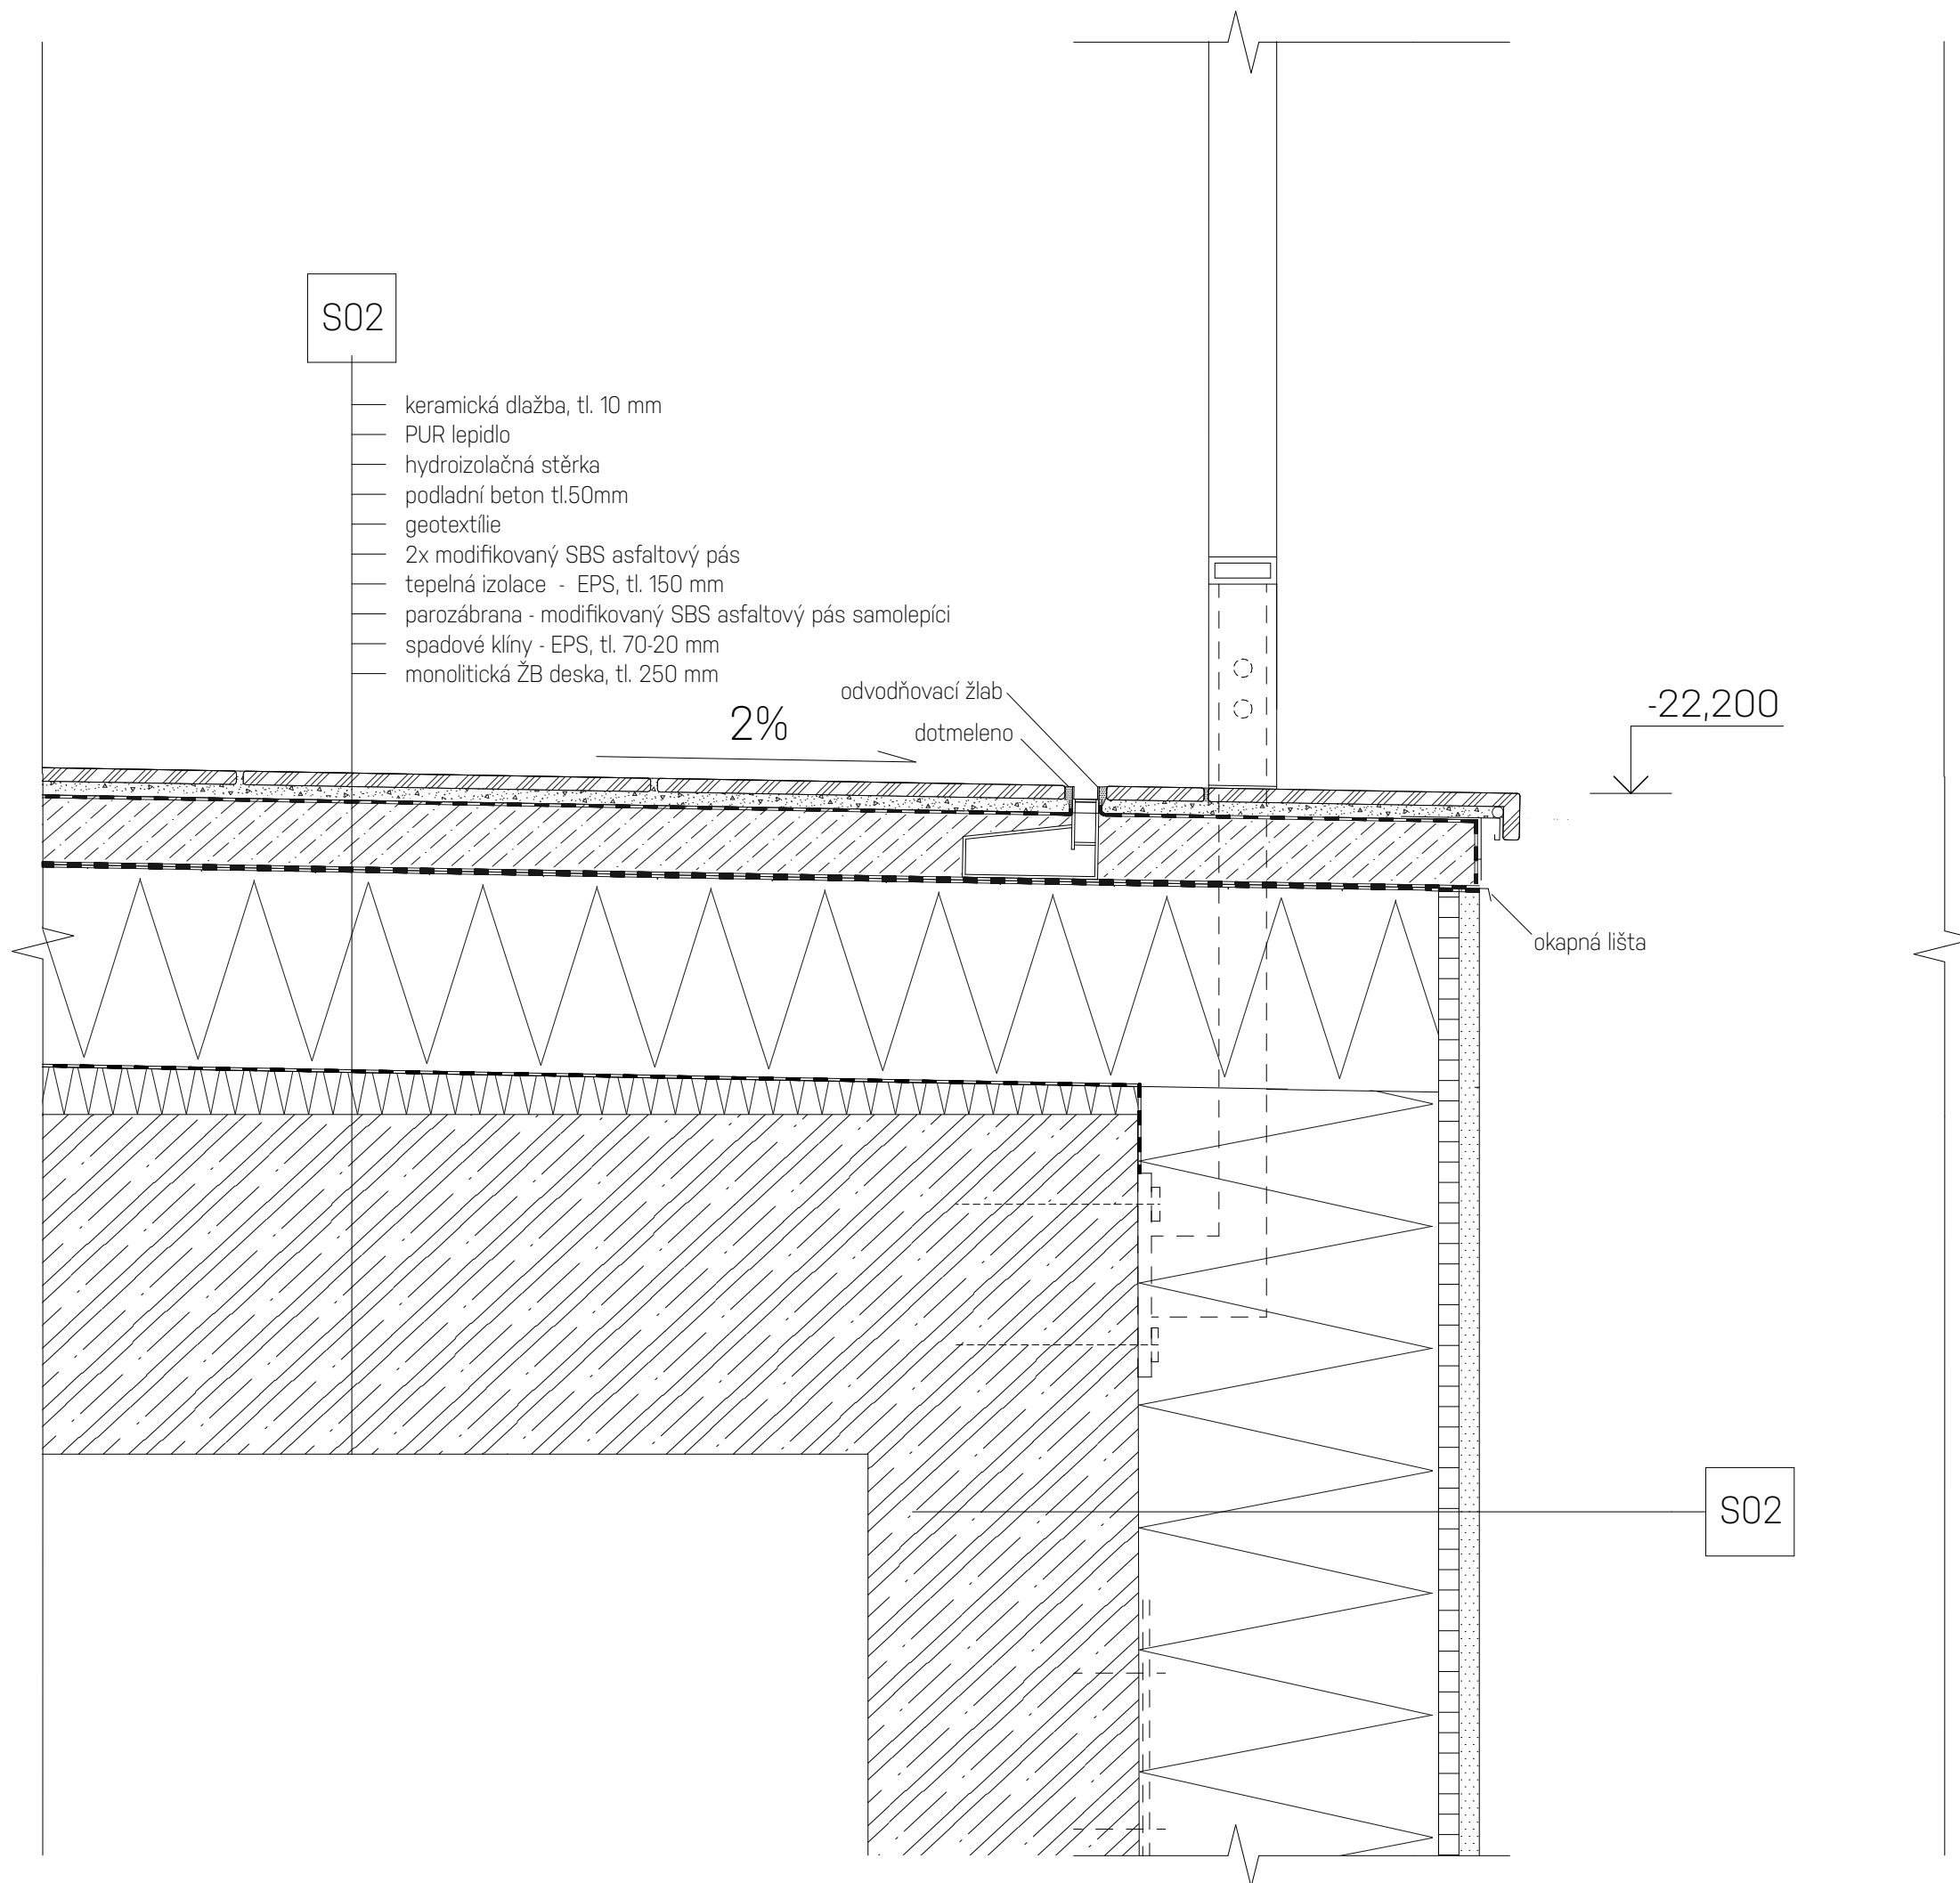 S02
keramická dlažba, tl. 10 mm
PUR lepidlo
hydroizolačná stěrka
podladní beton tl.50mm
geotextílie
2x modifikovaný SBS asfaltový pás
tepelná izolace - EPS, tl. 150 mm
parozábrana - modifikovaný SBS asfaltový pás samolepíci
spadové klíny - EPS, tl. 70-20 mm
monolitická ŽB deska, tl. 250 mm
odvodňovací žlab
dotmeleno
2%
-22,200
okapná lišta
S02